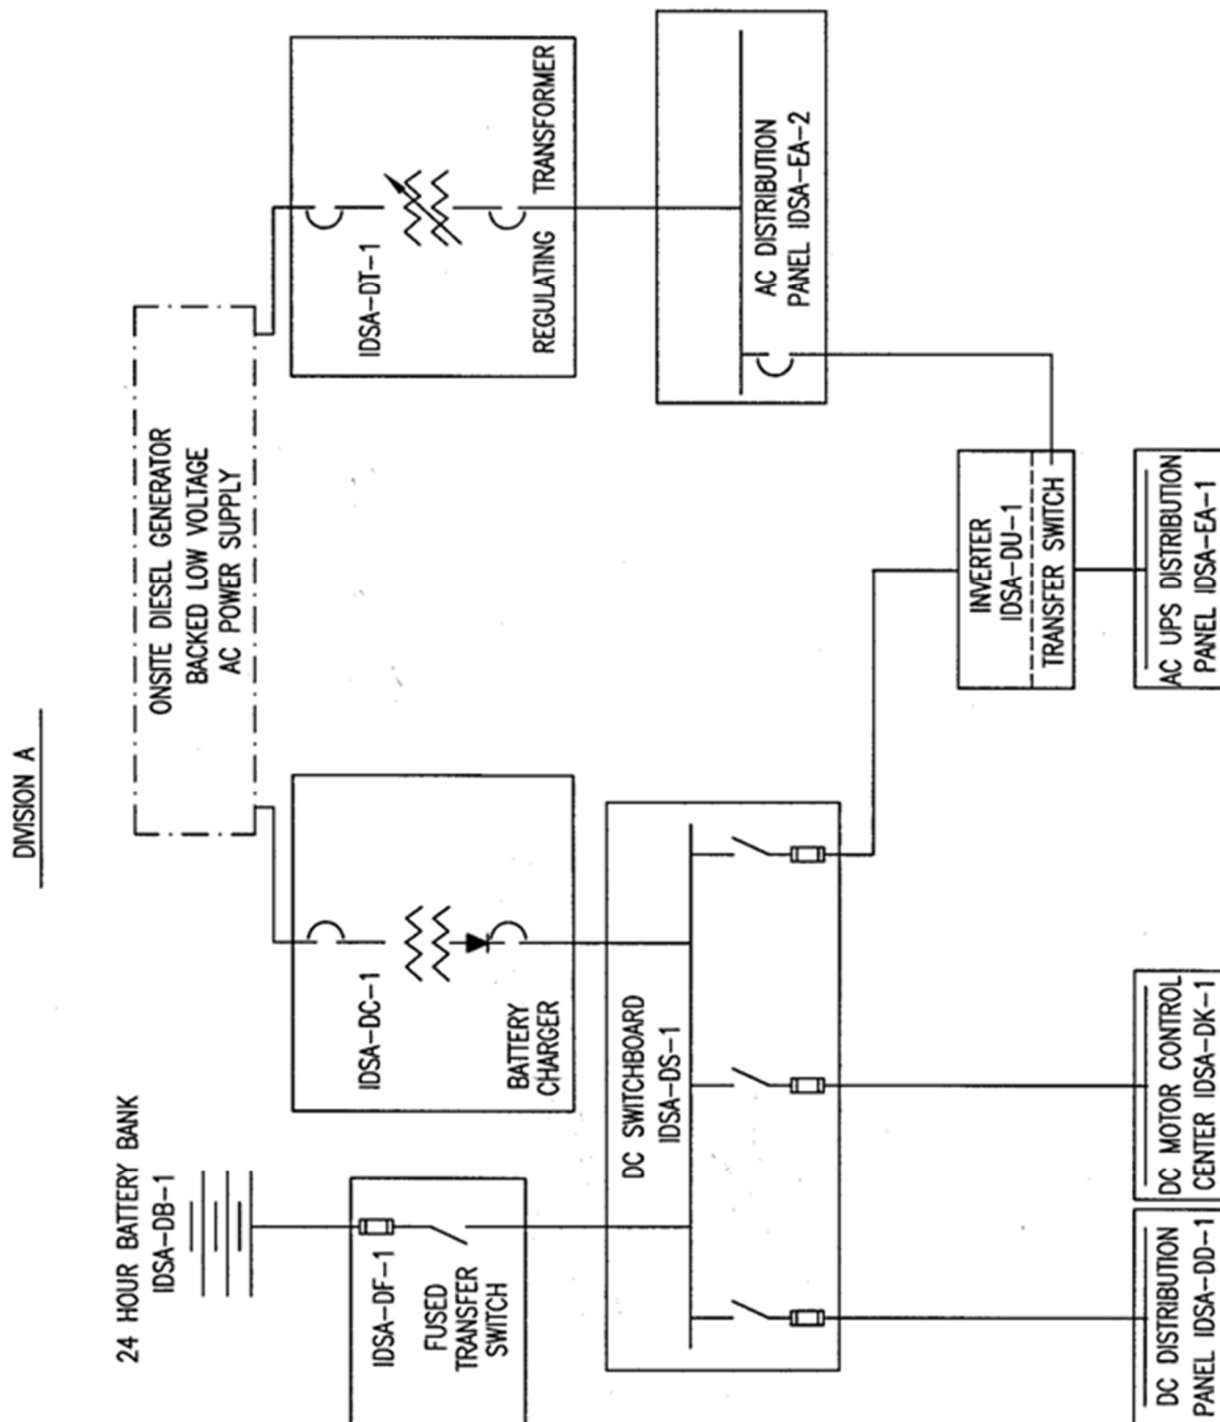 DIVISION A
24 HOUR BATTERY BANK
IDSA-DB-1
ONSITE DIESEL GENERATOR
BACKED LOW VOLTAGE
AC POWER SUPPLY
IDSA-DF-1
FUSED
TRANSFER
SWITCH
IDSA-DC-1
BATTERY
CHARGER
IDSA-DT-1
REGULATING TRANSFORMER
DC SWITCHBOARD
IDSA-DS-1
AC DISTRIBUTION
PANEL IDSA-EA-2
INVERTER
IDSA-DU-1
TRANSFER SWITCH
DC DISTRIBUTION
PANEL IDSA-DD-1
DC MOTOR CONTROL
CENTER IDSA-DK-1
AC UPS DISTRIBUTION
PANEL IDSA-EA-1